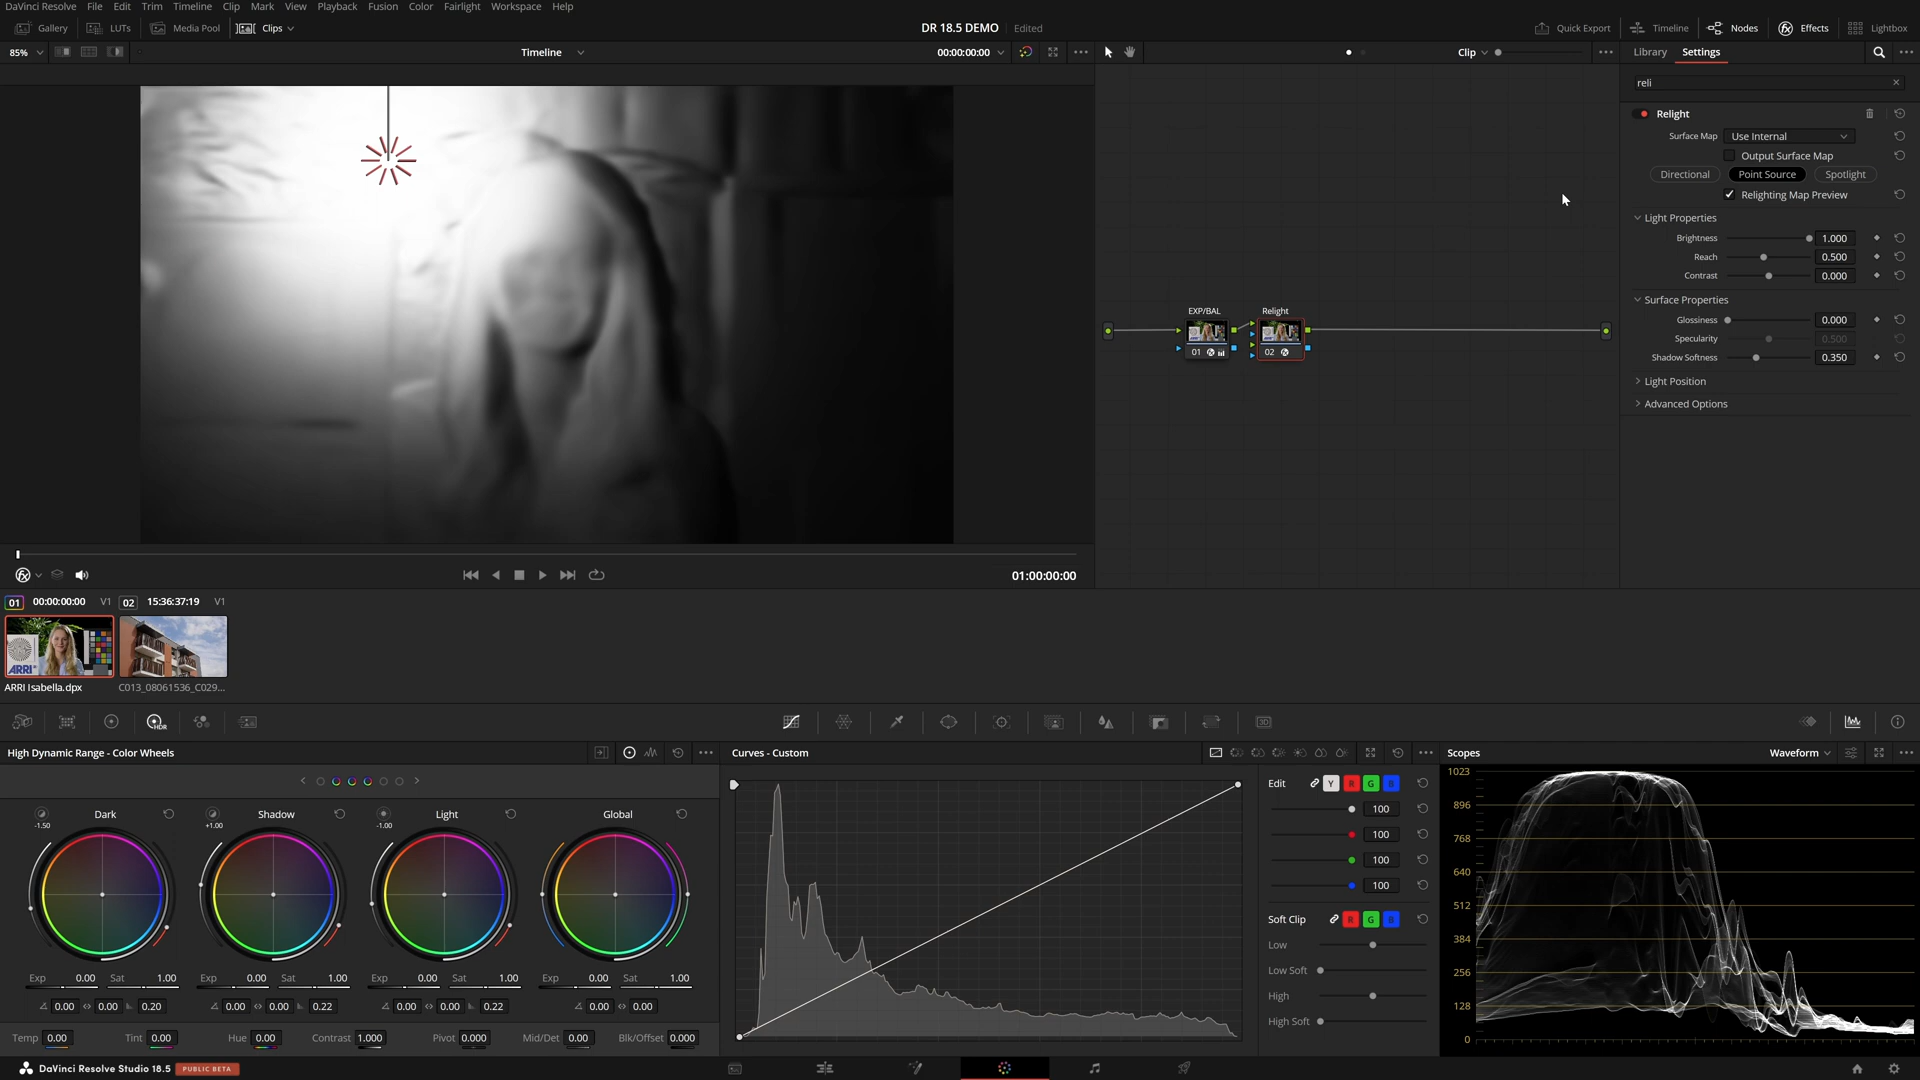 DaVinci Resolve File Edit Trim Timeline Clip Mark View Playback Fusion Color Fairlight Workspace Help
Gallery LUTs Media Pool Clips DR 18.5 DEMO Edited Quick Export Timeline Nodes Effects Lightbox
85% Timeline 00:00:00:00 Clip Library Settings
reli
Relight
Surface Map Use Internal
Output Surface Map
Directional Point Source Spotlight
Relighting Map Preview
Light Properties
Brightness 1.000
Reach 0.500
Contrast 0.000
Surface Properties
Glossiness 0.000
Specularity 0.500
Shadow Softness 0.350
Light Position
Advanced Options
EXP/BAL Relight
01 02
01:00:00:00
01 00:00:00:00 V1 02 15:36:37:19 V1
ARRI
ARRI Isabella.dpx C013_08061536_C029...
HDR 3D
High Dynamic Range - Color Wheels Curves - Custom Scopes Waveform
Dark Shadow Light Global
-1.50 +1.00 -1.00
Exp 0.00 Sat 1.00 Exp 0.00 Sat 1.00 Exp 0.00 Sat 1.00 Exp 0.00 Sat 1.00
0.00 0.00 0.20 0.00 0.00 0.22 0.00 0.00 0.22 0.00 0.00
Temp 0.00 Tint 0.00 Hue 0.00 Contrast 1.000 Pivot 0.000 Mid/Det 0.00 Blk/Offset 0.000
Edit Y R G B
100
100
100
100
Soft Clip R G B
Low
Low Soft
High
High Soft
1023
896
768
640
512
384
256
128
0
DaVinci Resolve Studio 18.5 PUBLIC BETA